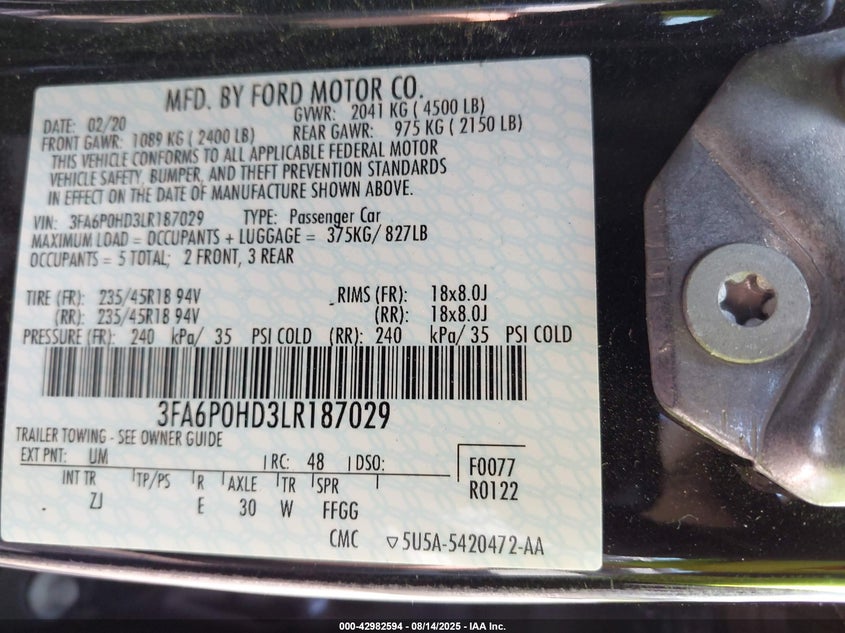 MFD. BY FORD MOTOR CO.
DATE: 02/20 GVWR: 2041 KG ( 4500 LB)
FRONT GAWR: 1089 KG ( 2400 LB) REAR GAWR: 975 KG ( 2150 LB)
THIS VEHICLE CONFORMS TO ALL APPLICABLE FEDERAL MOTOR
VEHICLE SAFETY, BUMPER, AND THEFT PREVENTION STANDARDS
IN EFFECT ON THE DATE OF MANUFACTURE SHOWN ABOVE.
VIN: 3FA6P0HD3LR187029 TYPE: Passenger Car
MAXIMUM LOAD = OCCUPANTS + LUGGAGE = 375KG/ 827LB
OCCUPANTS = 5 TOTAL; 2 FRONT, 3 REAR
TIRE (FR): 235/45R18 94V RIMS (FR): 18x8.0J
(RR): 235/45R18 94V (RR): 18x8.0J
PRESSURE (FR): 240 kPa/ 35 PSI COLD (RR): 240 kPa/ 35 PSI COLD
3FA6P0HD3LR187029
TRAILER TOWING - SEE OWNER GUIDE
EXT PNT: UM RC: 48 DSO: F0077
R0122
INT TR TP/PS R AXLE TR SPR
ZJ E 30 W FFGG
CMC ▽5U5A-5420472-AA
000-42982594 - 08/14/2025 - IAA Inc.